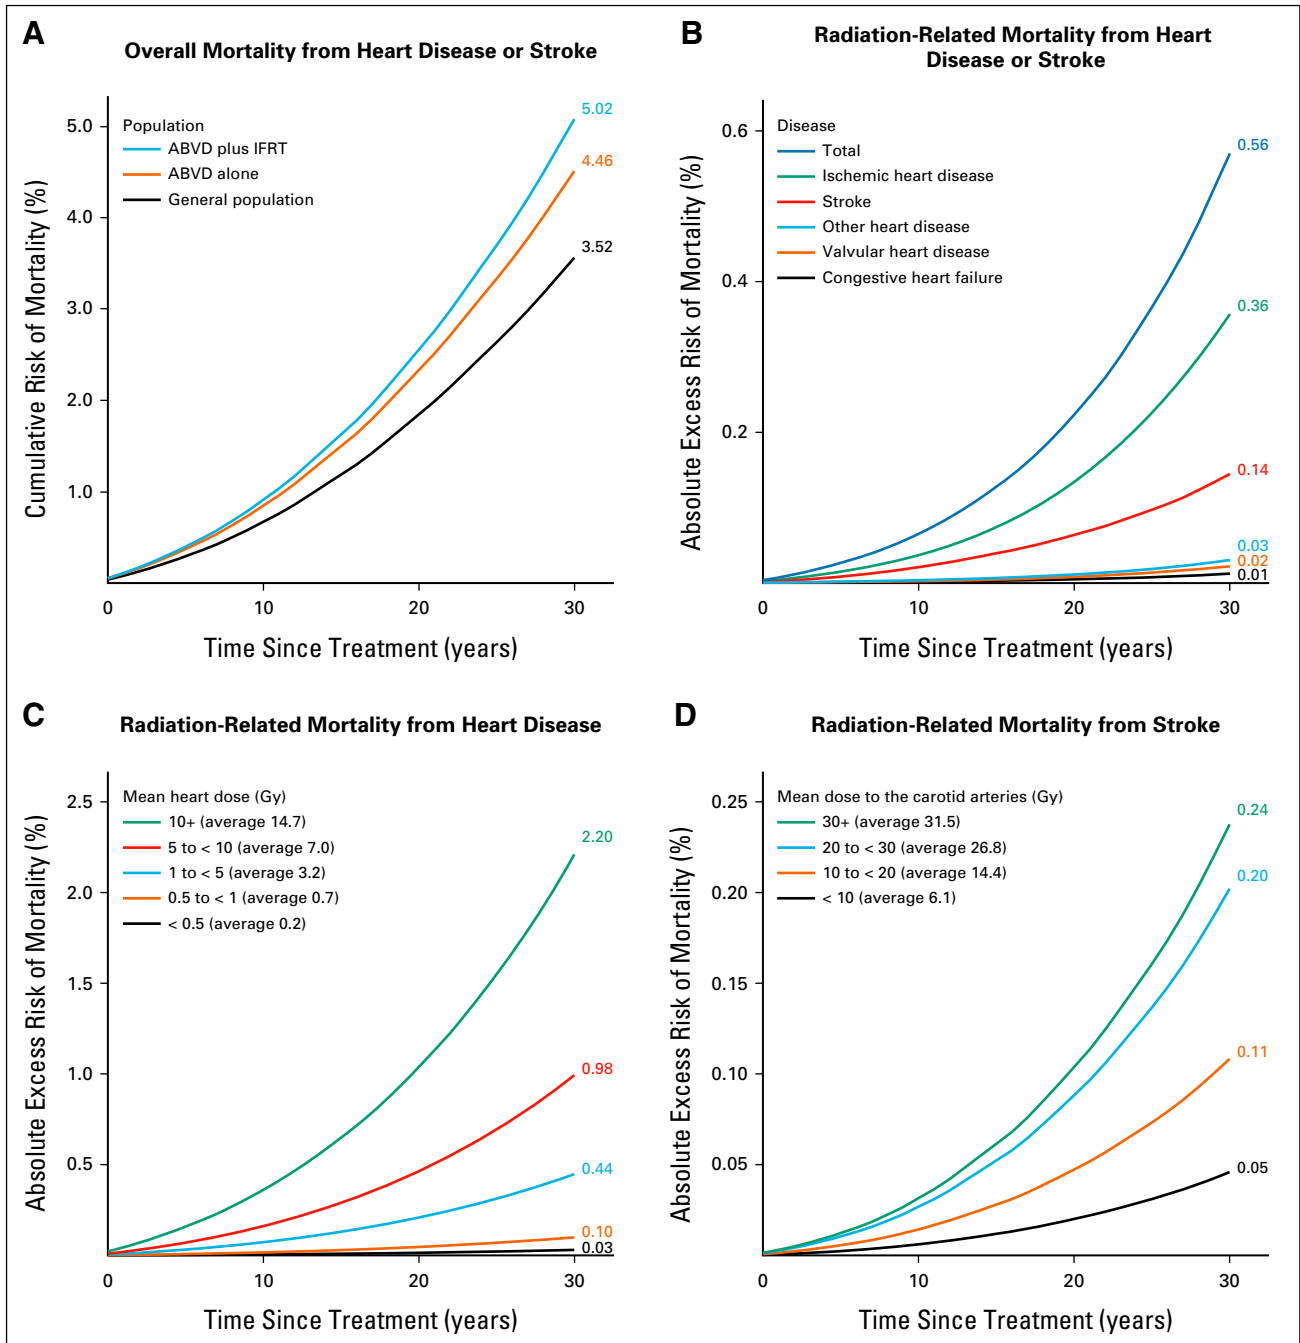 A
Overall Mortality from Heart Disease or Stroke
Cumulative Risk of Mortality (%)
5.0
4.0
3.0
2.0
1.0
Population
ABVD plus IFRT
ABVD alone
General population
5.02
4.46
3.52
0
10
20
30
Time Since Treatment (years)
B
Radiation-Related Mortality from Heart
Disease or Stroke
Absolute Excess Risk of Mortality (%)
0.6
0.4
0.2
Disease
Total
Ischemic heart disease
Stroke
Other heart disease
Valvular heart disease
Congestive heart failure
0.56
0.36
0.14
0.03
0.02
0.01
0
10
20
30
Time Since Treatment (years)
C
Radiation-Related Mortality from Heart Disease
Absolute Excess Risk of Mortality (%)
2.5
2.0
1.5
1.0
0.5
Mean heart dose (Gy)
10+ (average 14.7)
5 to < 10 (average 7.0)
1 to < 5 (average 3.2)
0.5 to < 1 (average 0.7)
< 0.5 (average 0.2)
2.20
0.98
0.44
0.10
0.03
0
10
20
30
Time Since Treatment (years)
D
Radiation-Related Mortality from Stroke
Absolute Excess Risk of Mortality (%)
0.25
0.20
0.15
0.10
0.05
Mean dose to the carotid arteries (Gy)
30+ (average 31.5)
20 to < 30 (average 26.8)
10 to < 20 (average 14.4)
< 10 (average 6.1)
0.24
0.20
0.11
0.05
0
10
20
30
Time Since Treatment (years)